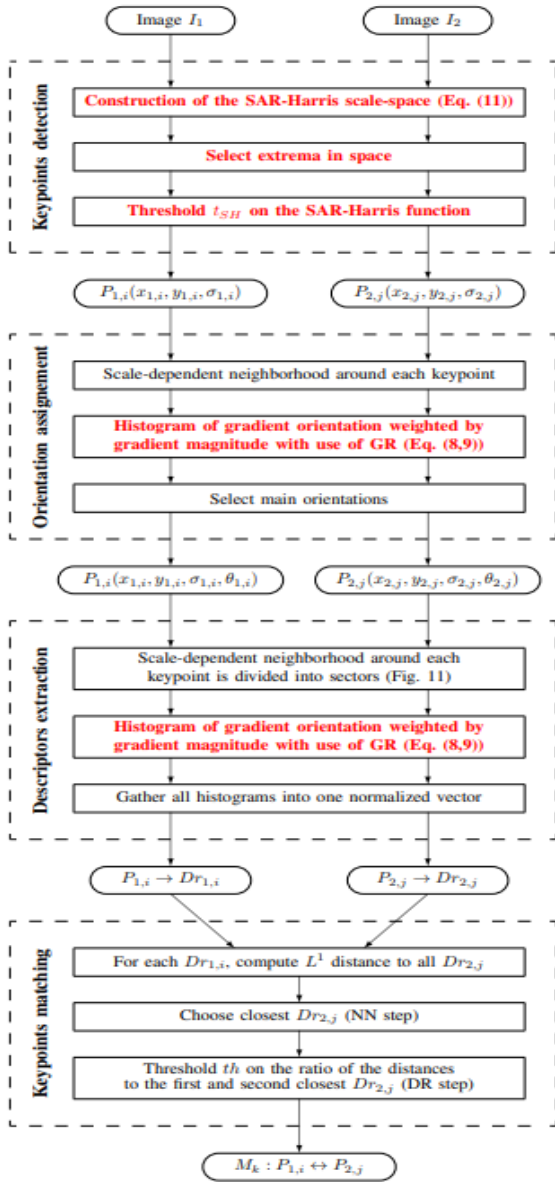 Image I₁
Image I₂
Keypoints detection
Construction of the SAR-Harris scale-space (Eq. (11))
Select extrema in space
Threshold t_SH on the SAR-Harris function
P₁,ᵢ(x₁,ᵢ, y₁,ᵢ, σ₁,ᵢ)
P₂,ⱼ(x₂,ⱼ, y₂,ⱼ, σ₂,ⱼ)
Orientation assignement
Scale-dependent neighborhood around each keypoint
Histogram of gradient orientation weighted by
gradient magnitude with use of GR (Eq. (8,9))
Select main orientations
P₁,ᵢ(x₁,ᵢ, y₁,ᵢ, σ₁,ᵢ, θ₁,ᵢ)
P₂,ⱼ(x₂,ⱼ, y₂,ⱼ, σ₂,ⱼ, θ₂,ⱼ)
Descriptors extraction
Scale-dependent neighborhood around each
keypoint is divided into sectors (Fig. 11)
Histogram of gradient orientation weighted by
gradient magnitude with use of GR (Eq. (8,9))
Gather all histograms into one normalized vector
P₁,ᵢ → Dr₁,ᵢ
P₂,ⱼ → Dr₂,ⱼ
Keypoints matching
For each Dr₁,ᵢ, compute L¹ distance to all Dr₂,ⱼ
Choose closest Dr₂,ⱼ (NN step)
Threshold th on the ratio of the distances
to the first and second closest Dr₂,ⱼ (DR step)
Mₖ : P₁,ᵢ ↔ P₂,ⱼ